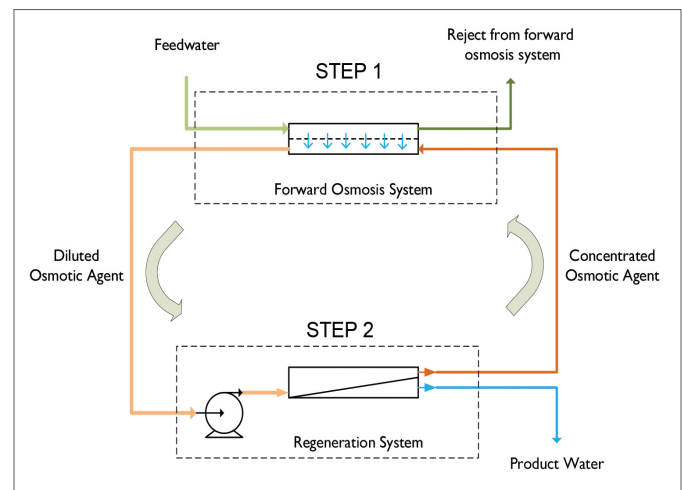 Feedwater
Reject from forward
osmosis system
STEP 1
Forward Osmosis System
Diluted
Osmotic Agent
Concentrated
Osmotic Agent
STEP 2
Regeneration System
Product Water